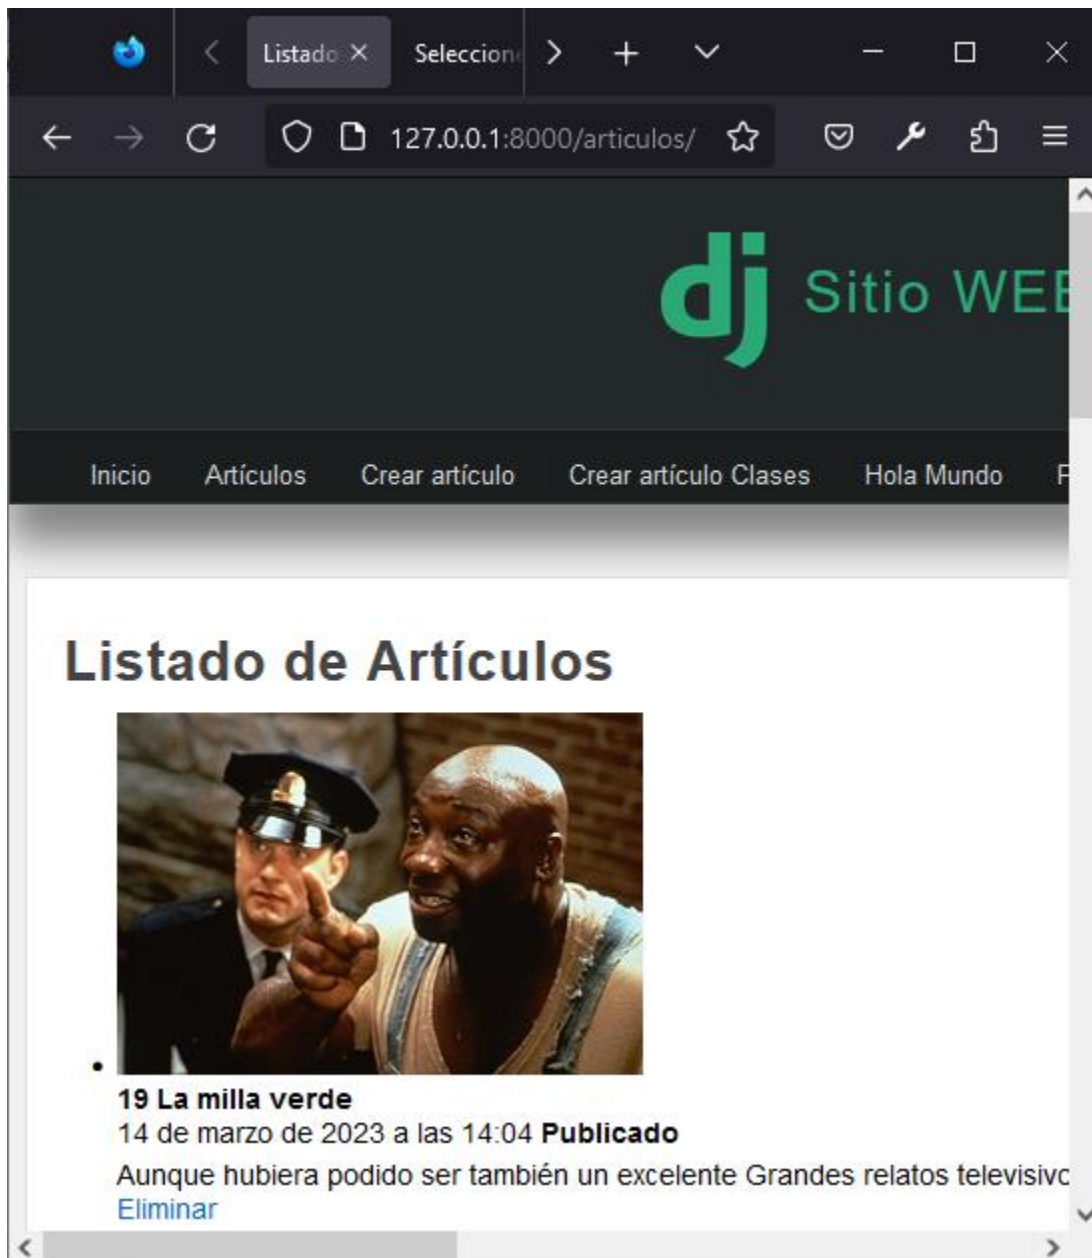 Listado Seleccion
127.0.0.1:8000/articulos/
dj Sitio WEB
Inicio Artículos Crear artículo Crear artículo Clases Hola Mundo
Listado de Artículos
19 La milla verde
14 de marzo de 2023 a las 14:04 Publicado
Aunque hubiera podido ser también un excelente Grandes relatos televisivo
Eliminar